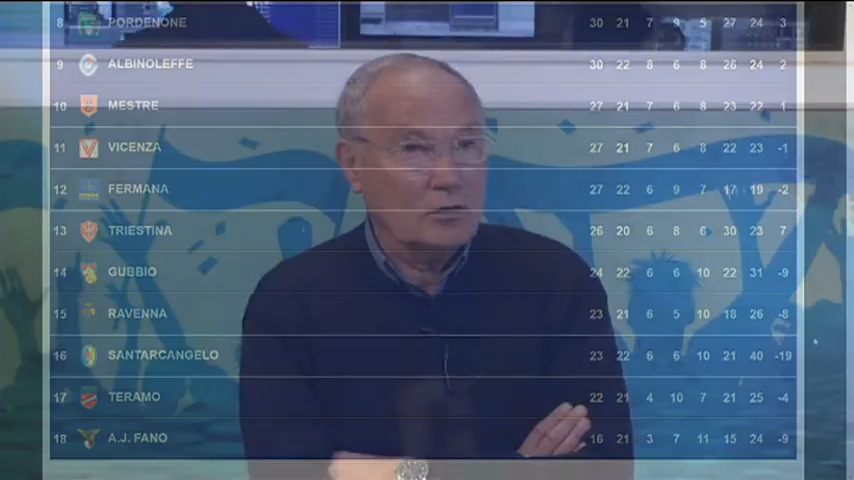 8 PORDENONE 30 21 7 9 5 27 24 3
9 ALBINOLEFFE 30 22 8 6 8 26 24 2
10 MESTRE 27 21 7 6 8 23 22 1
11 VICENZA 27 21 7 6 8 22 23 -1
12 FERMANA 27 22 6 9 7 17 19 -2
13 TRIESTINA 26 20 6 8 6 30 23 7
14 GUBBIO 24 22 6 6 10 22 31 -9
15 RAVENNA 23 21 6 5 10 18 26 -8
16 SANTARCANGELO 23 22 6 6 10 21 40 -19
17 TERAMO 22 21 4 10 7 21 25 -4
18 A.J. FANO 16 21 3 7 11 15 24 -9